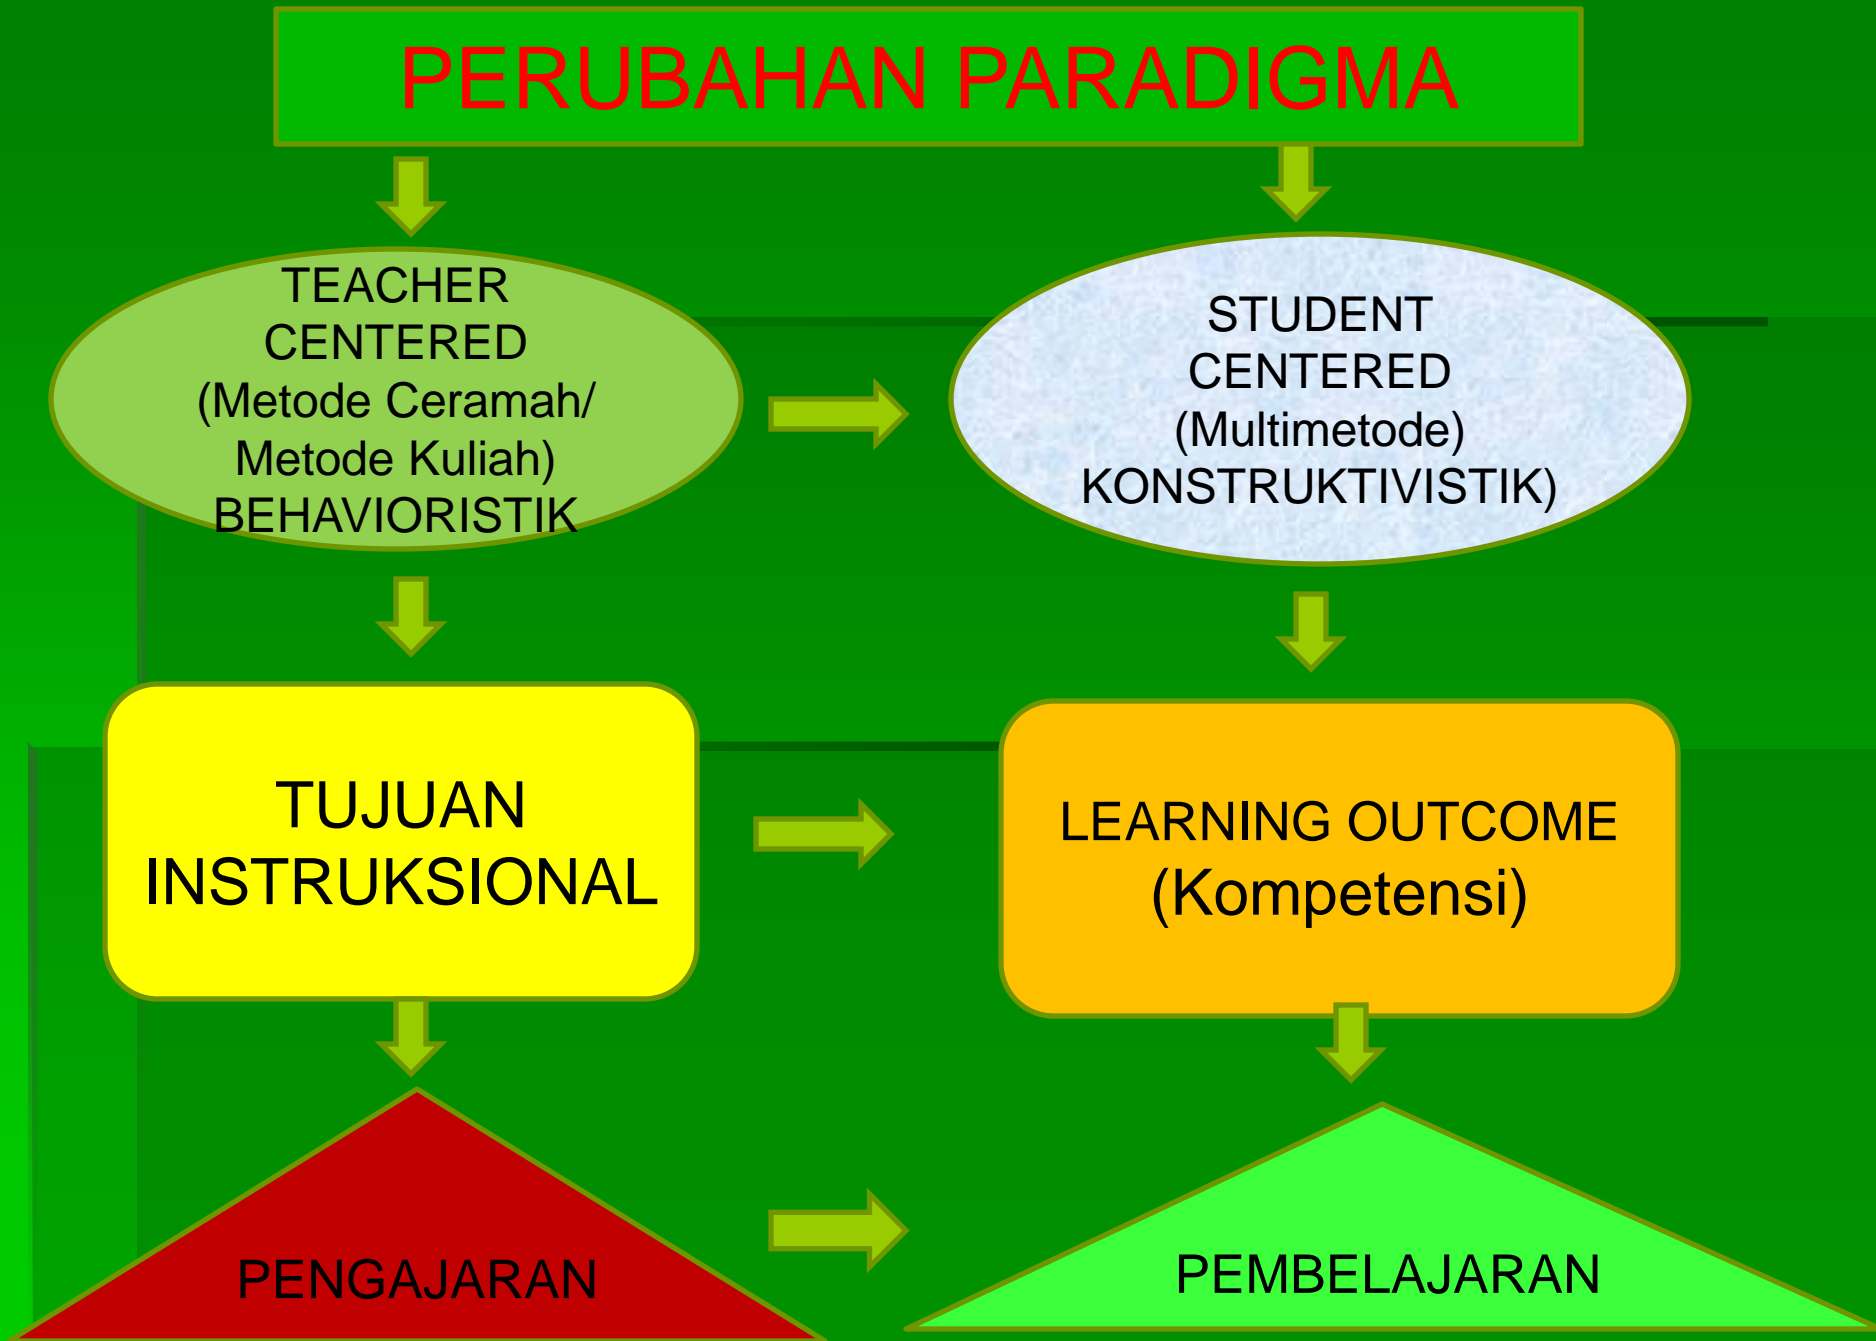 PERUBAHAN PARADIGMA
TEACHER
CENTERED
(Metode Ceramah/
Metode Kuliah)
BEHAVIORISTIK
STUDENT
CENTERED
(Multimetode)
KONSTRUKTIVISTIK)
TUJUAN
INSTRUKSIONAL
LEARNING OUTCOME
(Kompetensi)
PENGAJARAN
PEMBELAJARAN